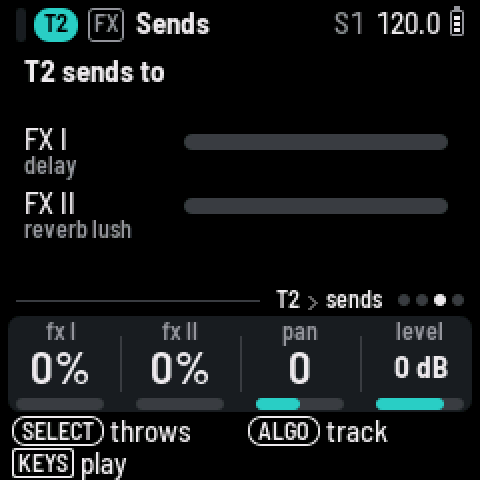 T2 FX Sends S1 120.0
T2 sends to
FX I
delay
FX II
reverb lush
T2 > sends
fx I fx II pan level
0% 0% 0 0 dB
SELECT throws ALGO track
KEYS play